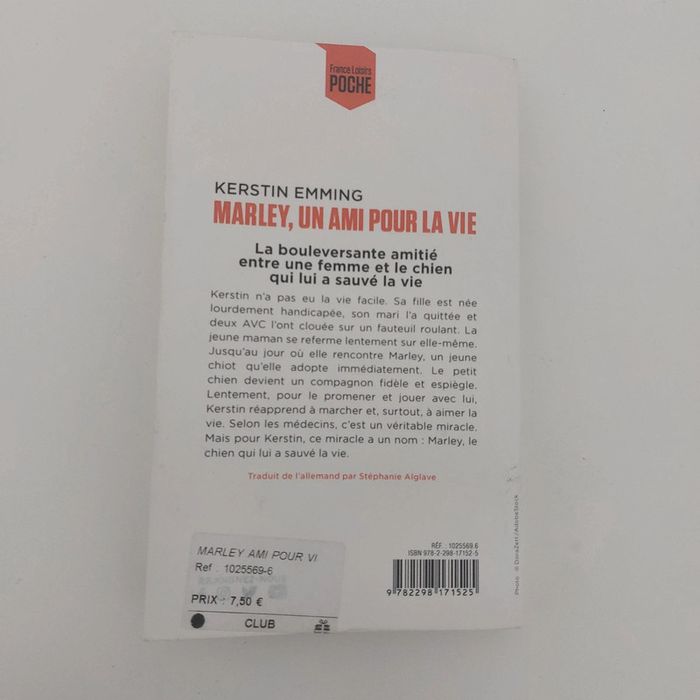 France Loisirs
POCHE
KERSTIN EMMING
MARLEY, UN AMI POUR LA VIE
La bouleversante amitié
entre une femme et le chien
qui lui a sauvé la vie
Kerstin n'a pas eu la vie facile. Sa fille est née
lourdement handicapée, son mari l'a quittée et
deux AVC l'ont clouée sur un fauteuil roulant. La
jeune maman se referme lentement sur elle-même.
Jusqu'au jour où elle rencontre Marley, un jeune
chiot qu'elle adopte immédiatement. Le petit
chien devient un compagnon fidèle et espiègle.
Lentement, pour le promener et jouer avec lui,
Kerstin réapprend à marcher et, surtout, à aimer la
vie. Selon les médecins, c'est un véritable miracle.
Mais pour Kerstin, ce miracle a un nom : Marley, le
chien qui lui a sauvé la vie.
Traduit de l'allemand par Stéphanie Alglave
RÉF. : 1025569.6
ISBN 978-2-298-17152-5
9 782298 171525
Photo : © DoraZett / AdobeStock
MARLEY AMI POUR VI
Ref : 1025569-6
PRIX : 7,50 €
CLUB